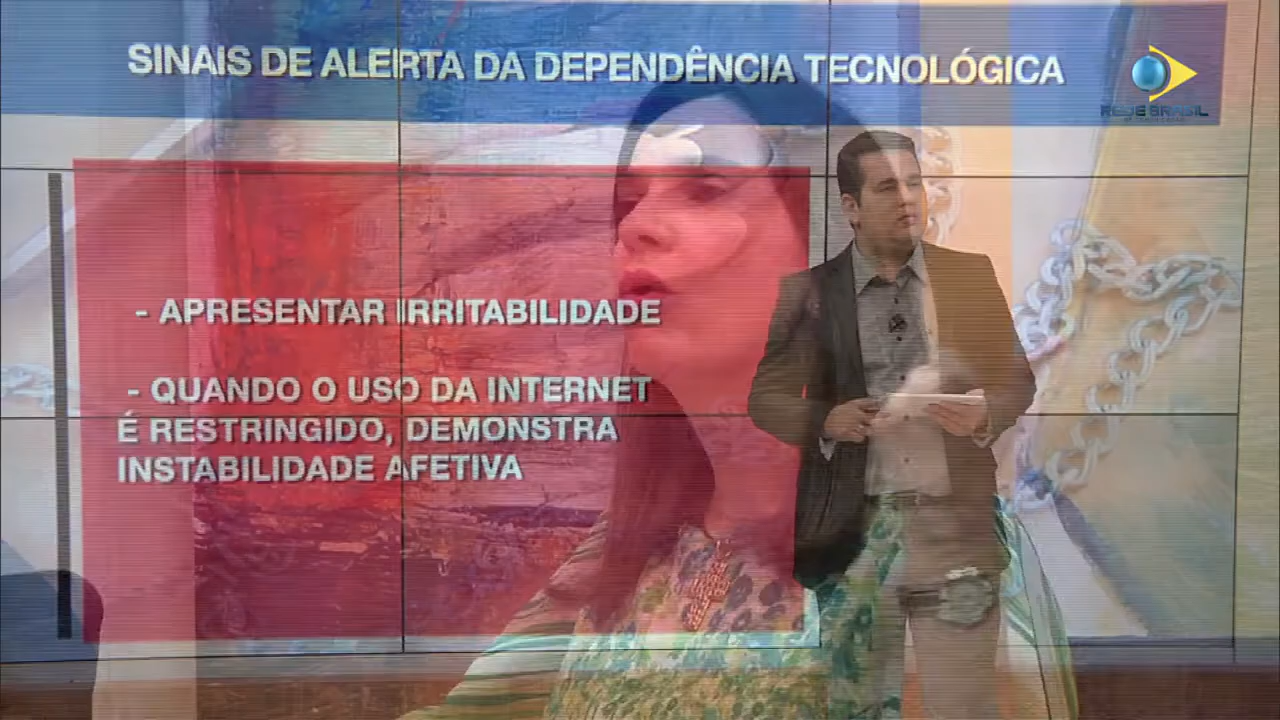 SINAIS DE ALERTA DA DEPENDÊNCIA TECNOLÓGICA
REDE BRASIL
- APRESENTAR IRRITABILIDADE
- QUANDO O USO DA INTERNET
É RESTRINGIDO, DEMONSTRA
INSTABILIDADE AFETIVA